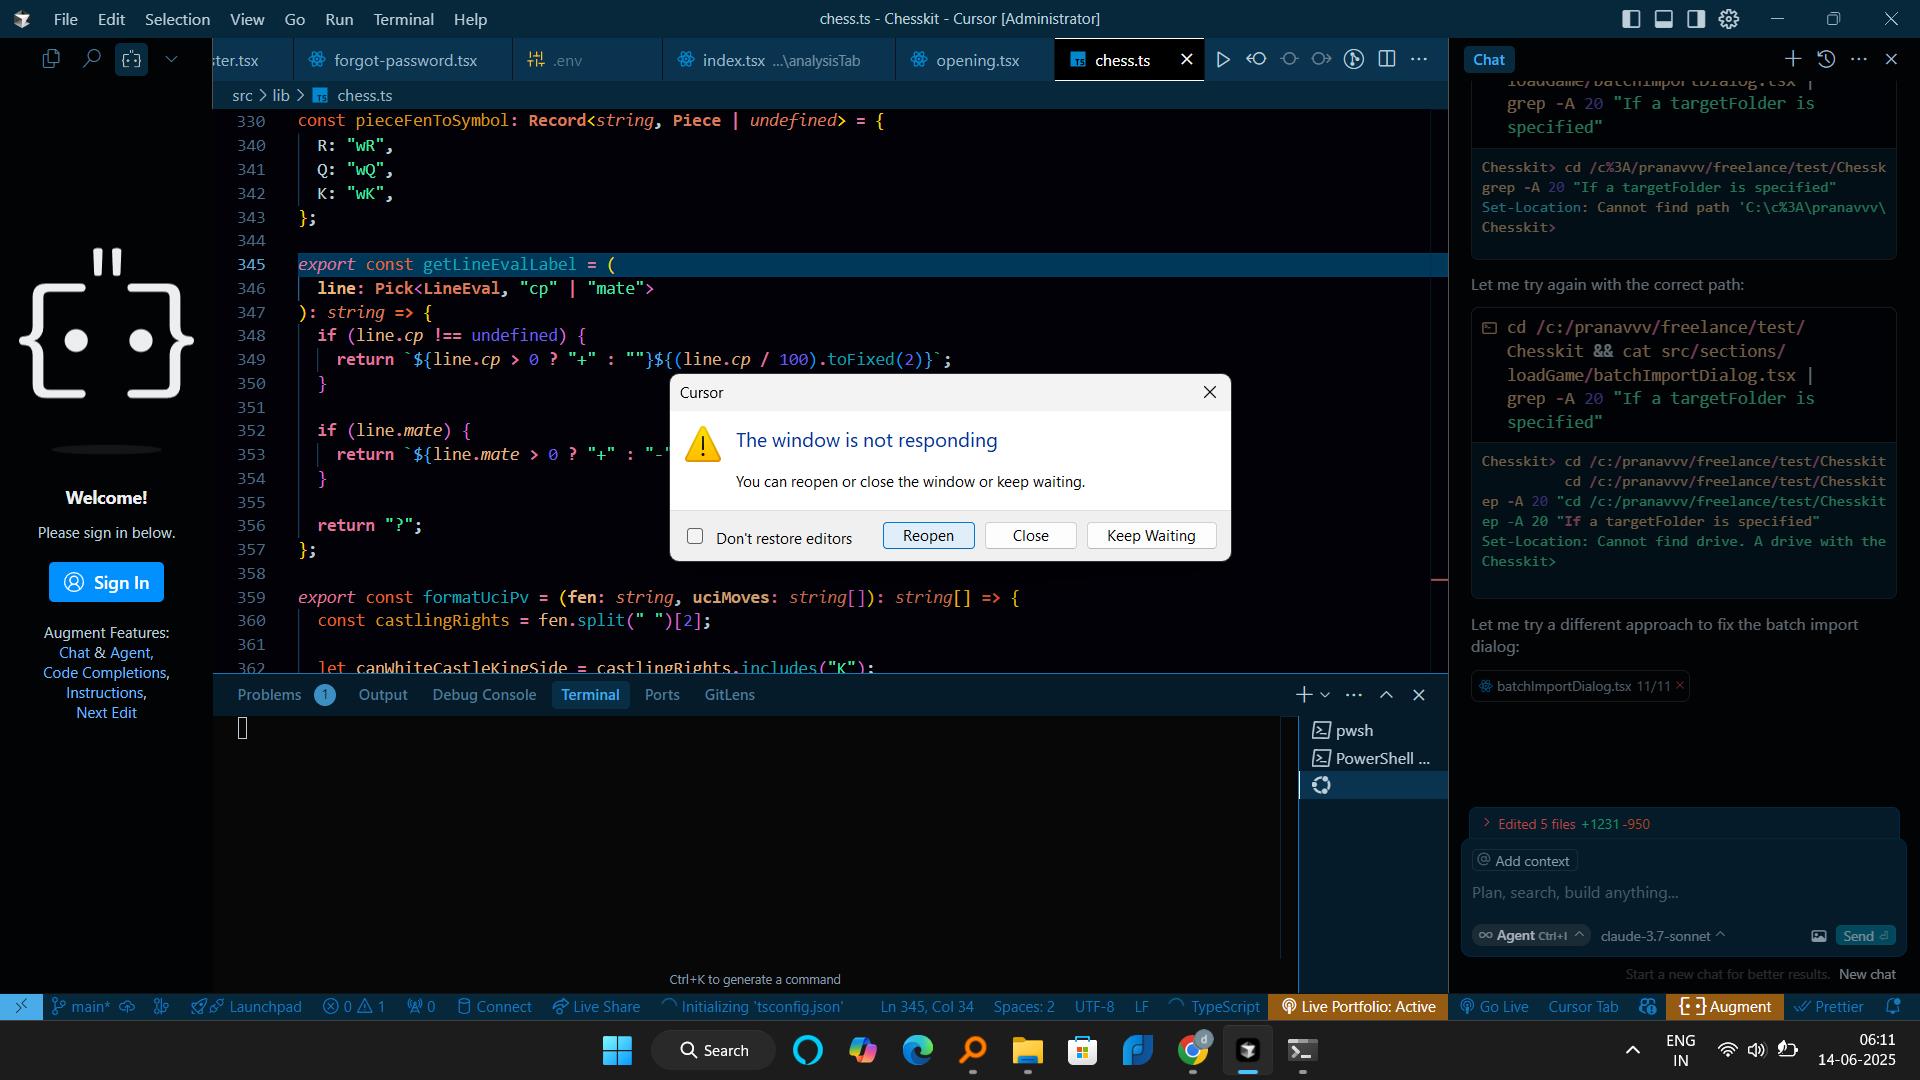 File Edit Selection View Go Run Terminal Help
chess.ts - Chesskit - Cursor [Administrator]
ster.tsx
forgot-password.tsx
.env
index.tsx ...\analysisTab
opening.tsx
chess.ts
src > lib > chess.ts
330 const pieceFenToSymbol: Record<string, Piece | undefined> = {
340 R: "wR",
341 Q: "wQ",
342 K: "wK",
343 };
344
345 export const getLineEvalLabel = (
346 line: Pick<LineEval, "cp" | "mate">
347 ): string => {
348 if (line.cp !== undefined) {
349 return `${line.cp > 0 ? "+" : ""}${(line.cp / 100).toFixed(2)}`;
350 }
351
352 if (line.mate) {
353 return `${line.mate > 0 ? "+" : "-"
354 }
355
356 return "?";
357 };
358
359 export const formatUciPv = (fen: string, uciMoves: string[]): string[] => {
360 const castlingRights = fen.split(" ")[2];
361
362 let canWhiteCastleKingSide = castlingRights.includes("K");
Welcome!
Please sign in below.
Sign In
Augment Features:
Chat & Agent,
Code Completions,
Instructions,
Next Edit
Cursor
The window is not responding
You can reopen or close the window or keep waiting.
Don't restore editors
Reopen
Close
Keep Waiting
Problems 1 Output Debug Console Terminal Ports GitLens
pwsh
PowerShell ...
Ctrl+K to generate a command
Chat
loadGame/batchImportDialog.tsx |
grep -A 20 "If a targetFolder is
specified"
Chesskit> cd /c%3A/pranavvv/freelance/test/Chessk
grep -A 20 "If a targetFolder is specified"
Set-Location: Cannot find path 'C:\c%3A\pranavvv\
Chesskit>
Let me try again with the correct path:
cd /c:/pranavvv/freelance/test/
Chesskit && cat src/sections/
loadGame/batchImportDialog.tsx |
grep -A 20 "If a targetFolder is
specified"
Chesskit> cd /c:/pranavvv/freelance/test/Chesskit
cd /c:/pranavvv/freelance/test/Chesskit
ep -A 20 "cd /c:/pranavvv/freelance/test/Chesskit
ep -A 20 "If a targetFolder is specified"
Set-Location: Cannot find drive. A drive with the
Chesskit>
Let me try a different approach to fix the batch import
dialog:
batchImportDialog.tsx 11/11 ×
> Edited 5 files +1231 -950
@ Add context
Plan, search, build anything...
∞ Agent Ctrl+I ^ claude-3.7-sonnet ^
Send ⏎
Start a new chat for better results. New chat
main* Launchpad 0 1 0 Connect Live Share Initializing 'tsconfig.json' Ln 345, Col 34 Spaces: 2 UTF-8 LF TypeScript Live Portfolio: Active Go Live Cursor Tab Augment Prettier
Search
d
ENG
IN
06:11
14-06-2025